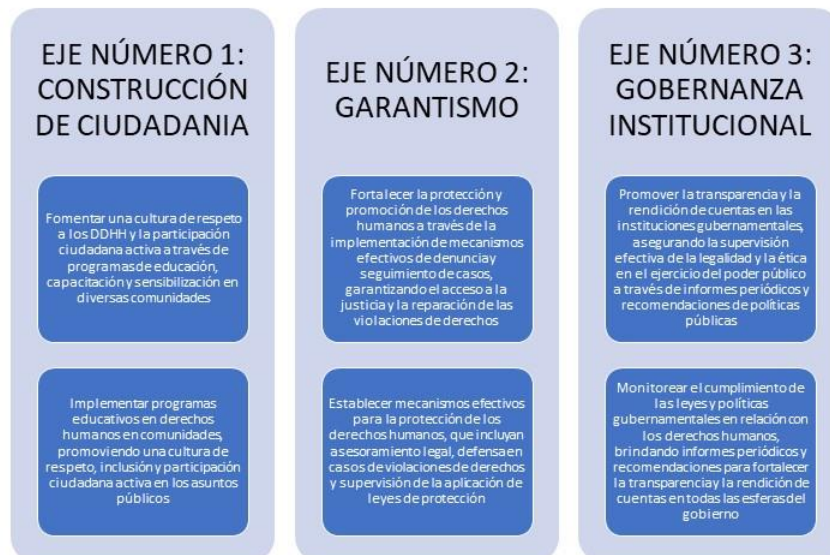 EJE NÚMERO 1:
CONSTRUCCIÓN
DE CIUDADANIA
Fomentar una cultura de respeto
a los DDHH y la participación
ciudadana activa a través de
programas de educación,
capacitación y sensibilización en
diversas comunidades
Implementar programas
educativos en derechos
humanos en comunidades,
promoviendo una cultura de
respeto, inclusión y participación
ciudadana activa en los asuntos
públicos
EJE NÚMERO 2:
GARANTISMO
Fortalecer la protección y
promoción de los derechos
humanos a través de la
implementación de mecanismos
efectivos de denuncia y
seguimiento de casos,
garantizando el acceso a la
justicia y la reparación de las
violaciones de derechos
Establecer mecanismos efectivos
para la protección de los
derechos humanos, que incluyan
asesoramiento legal, defensa en
casos de violaciones de derechos
y supervisión de la aplicación de
leyes de protección
EJE NÚMERO 3:
GOBERNANZA
INSTITUCIONAL
Promover la transparencia y la
rendición de cuentas en las
instituciones gubernamentales,
asegurando la supervisión
efectiva de la legalidad y la ética
en el ejercicio del poder público
a través de informes periódicos y
recomendaciones de políticas
públicas
Monitorear el cumplimiento de
las leyes y políticas
gubernamentales en relación con
los derechos humanos,
brindando informes periódicos y
recomendaciones para fortalecer
la transparencia y la rendición de
cuentas en todas las esferas del
gobierno